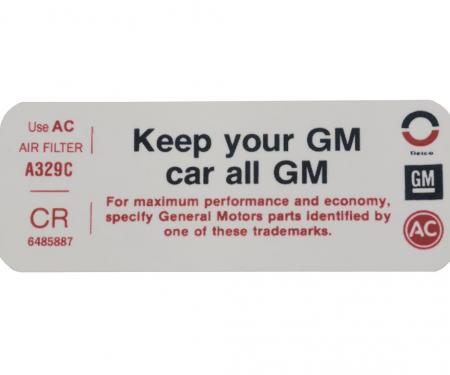 Use AC
AIR FILTER
A329C
CR
6485887
Keep your GM
car all GM
For maximum performance and economy,
specify General Motors parts identified by
one of these trademarks.
Delco
GM
AC